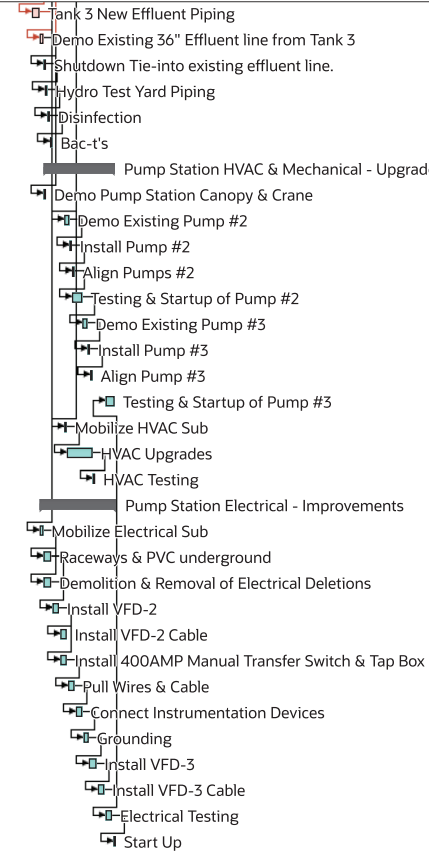 Tank 3 New Effluent Piping
Demo Existing 36" Effluent line from Tank 3
Shutdown Tie-into existing effluent line.
Hydro Test Yard Piping
Disinfection
Bac-t's
Pump Station HVAC & Mechanical - Upgrad
Demo Pump Station Canopy & Crane
Demo Existing Pump #2
Install Pump #2
Align Pumps #2
Testing & Startup of Pump #2
Demo Existing Pump #3
Install Pump #3
Align Pump #3
Testing & Startup of Pump #3
Mobilize HVAC Sub
HVAC Upgrades
HVAC Testing
Pump Station Electrical - Improvements
Mobilize Electrical Sub
Raceways & PVC underground
Demolition & Removal of Electrical Deletions
Install VFD-2
Install VFD-2 Cable
Install 400AMP Manual Transfer Switch & Tap Box
Pull Wires & Cable
Connect Instrumentation Devices
Grounding
Install VFD-3
Install VFD-3 Cable
Electrical Testing
Start Up